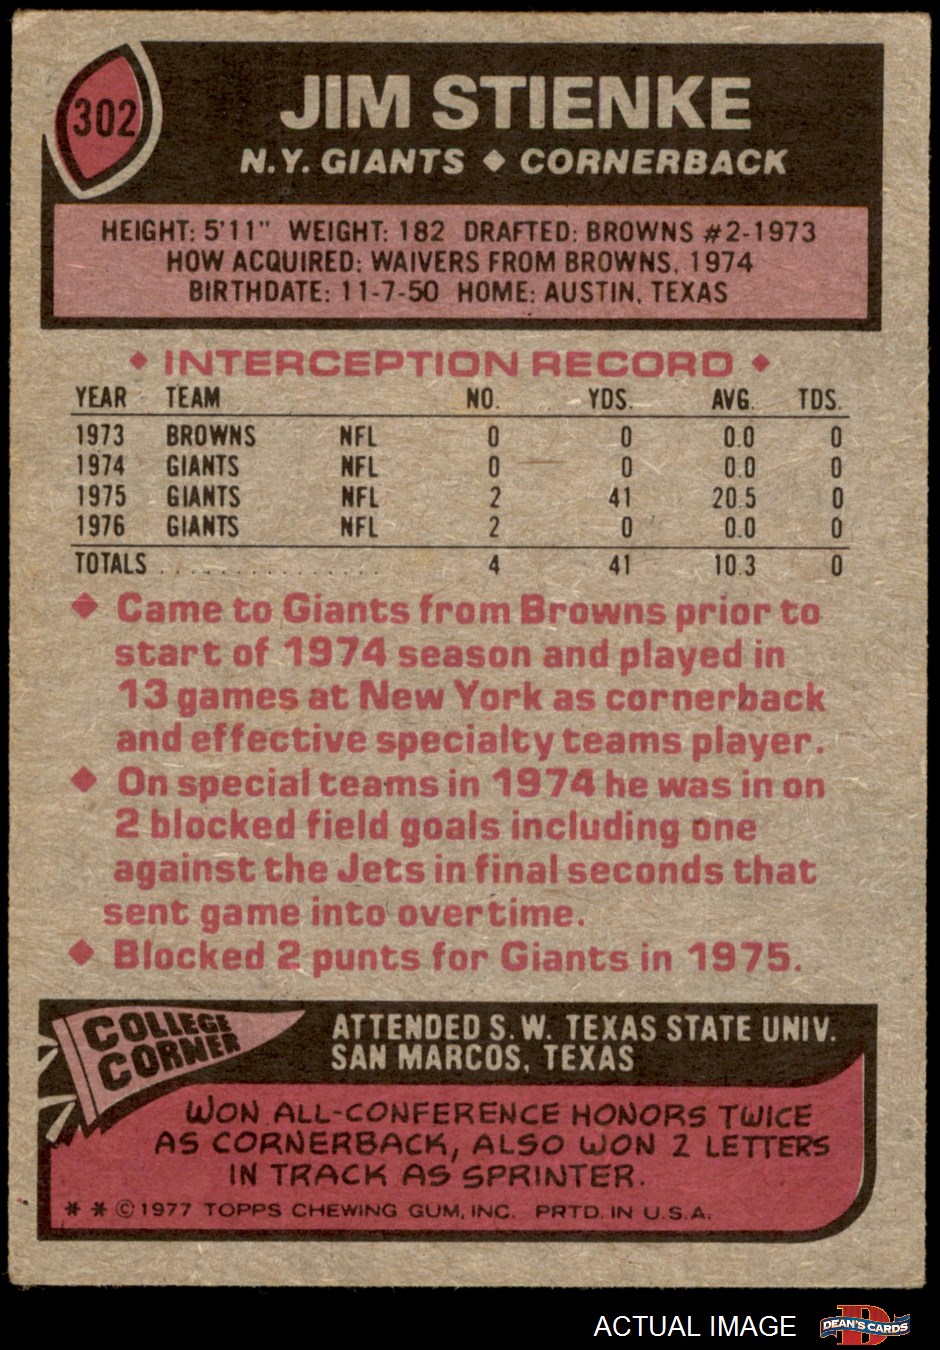 302
JIM STIENKE
N.Y. GIANTS ◆ CORNERBACK
HEIGHT: 5'11" WEIGHT: 182 DRAFTED: BROWNS #2-1973
HOW ACQUIRED: WAIVERS FROM BROWNS, 1974
BIRTHDATE: 11-7-50 HOME: AUSTIN, TEXAS
◆ INTERCEPTION RECORD ◆
YEAR TEAM NO. YDS. AVG. TDS.
1973 BROWNS NFL 0 0 0.0 0
1974 GIANTS NFL 0 0 0.0 0
1975 GIANTS NFL 2 41 20.5 0
1976 GIANTS NFL 2 0 0.0 0
TOTALS . . . . . . . . . . . . . . . 4 41 10.3 0
◆ Came to Giants from Browns prior to
start of 1974 season and played in
13 games at New York as cornerback
and effective specialty teams player.
◆ On special teams in 1974 he was in on
2 blocked field goals including one
against the Jets in final seconds that
sent game into overtime.
◆ Blocked 2 punts for Giants in 1975.
COLLEGE
CORNER
ATTENDED S.W. TEXAS STATE UNIV.
SAN MARCOS, TEXAS
WON ALL-CONFERENCE HONORS TWICE
AS CORNERBACK, ALSO WON 2 LETTERS
IN TRACK AS SPRINTER.
* * © 1977 TOPPS CHEWING GUM, INC. PRTD. IN U.S.A.
ACTUAL IMAGE
D
DEAN'S CARDS